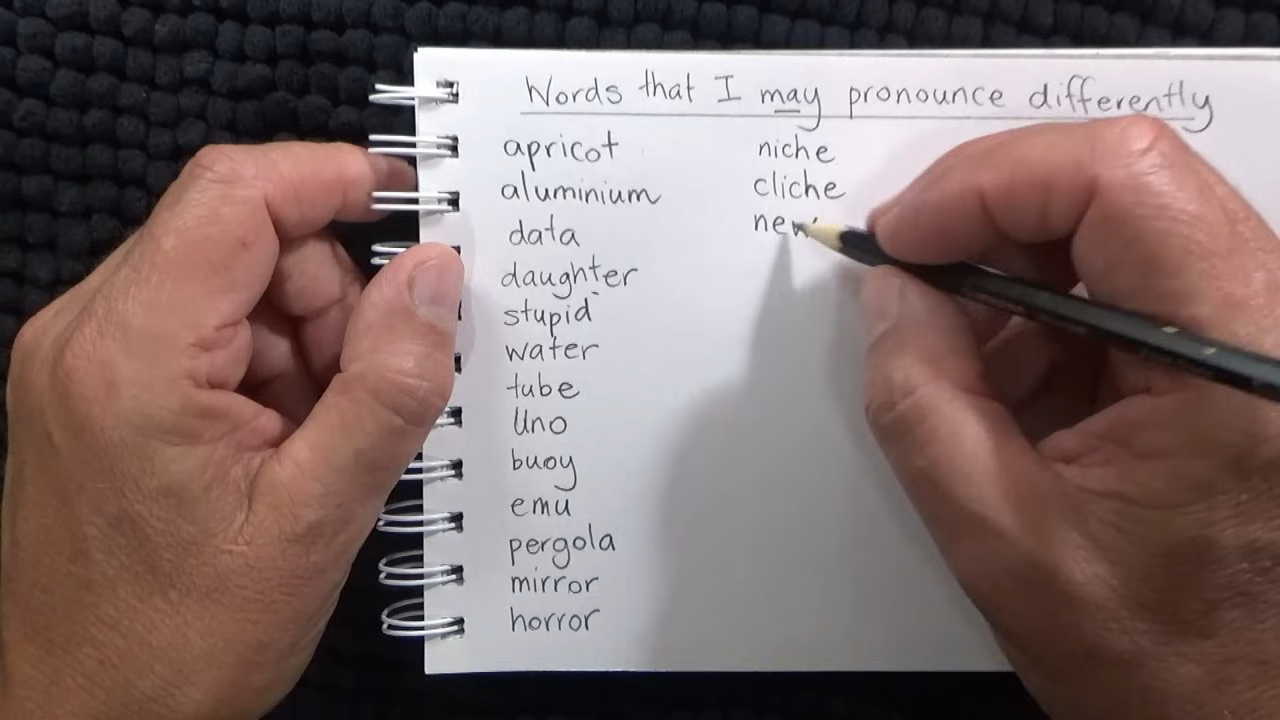 Words that I may pronounce differently
apricot
aluminium
data
daughter
stupid
water
tube
Uno
buoy
emu
pergola
mirror
horror
niche
cliche
new